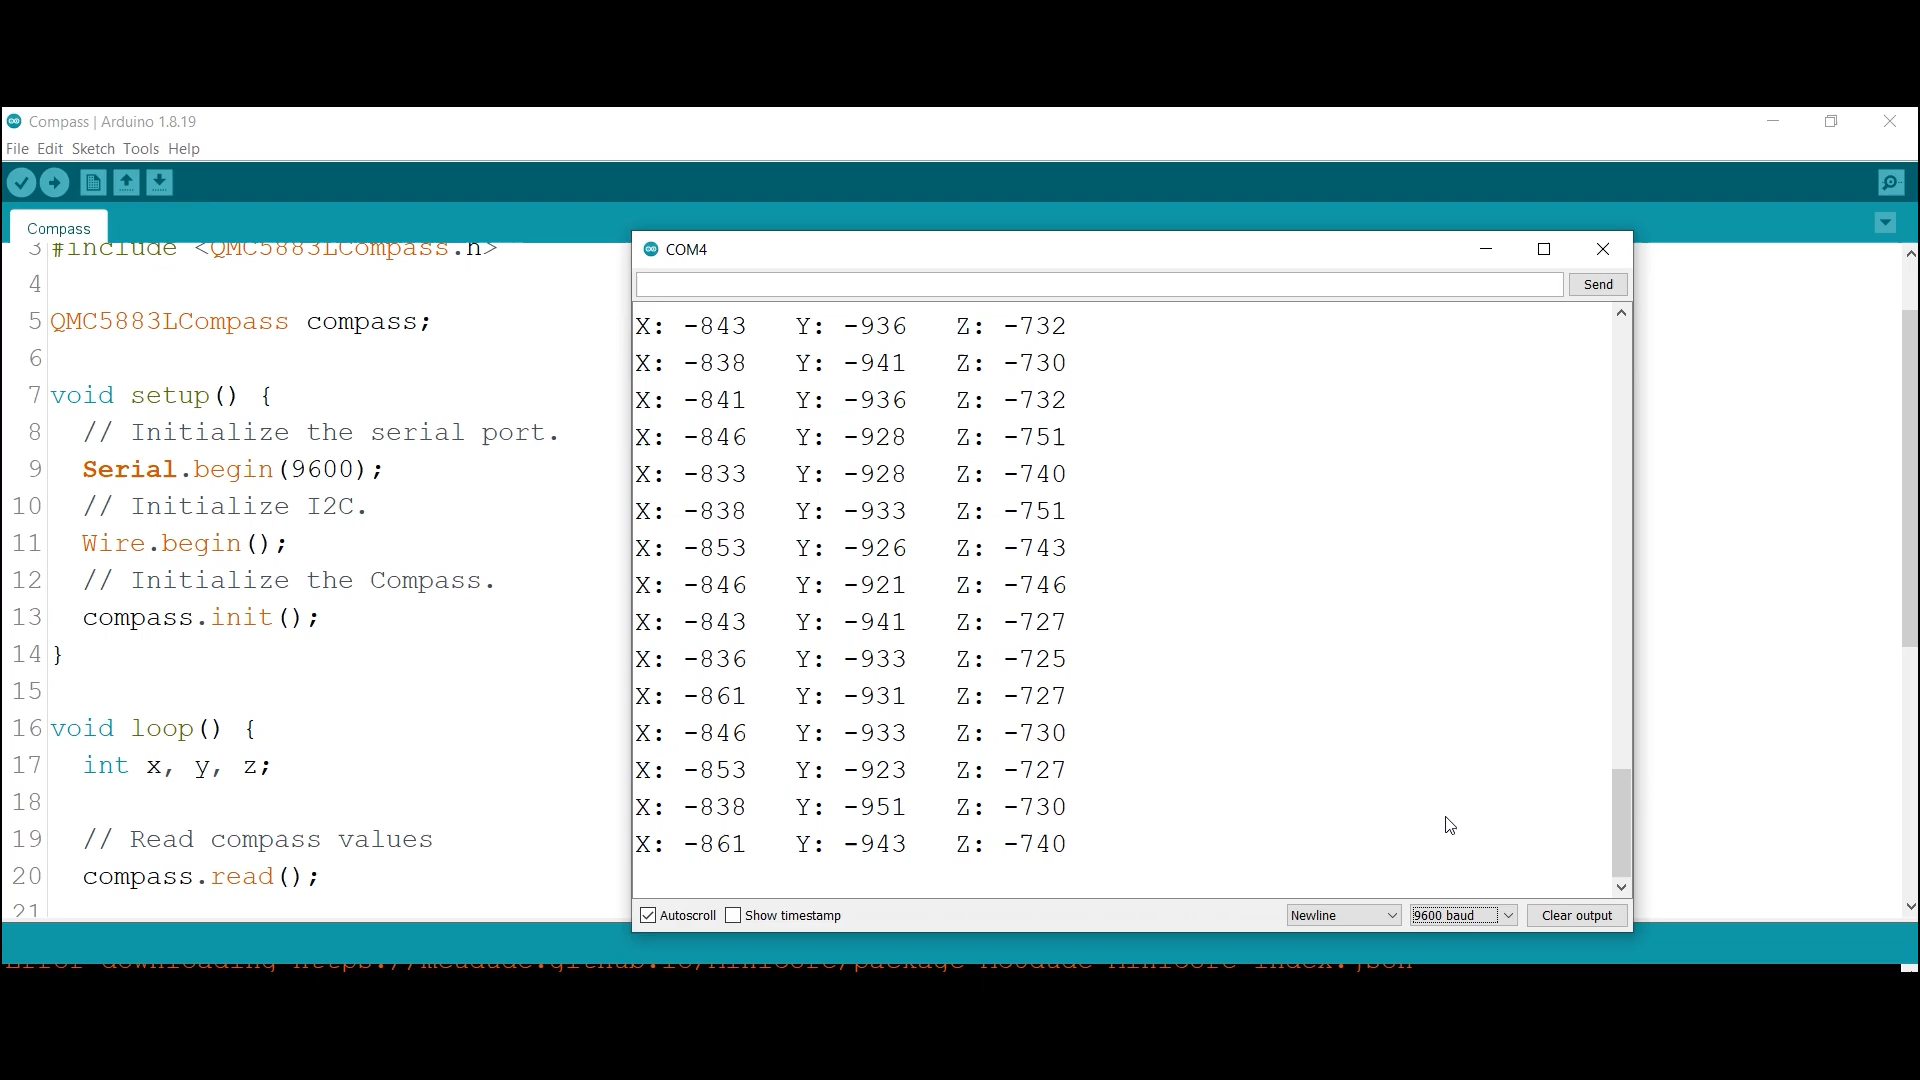 Compass | Arduino 1.8.19
File Edit Sketch Tools Help
Compass
3 #include <QMC5883LCompass.h>
4
5 QMC5883LCompass compass;
6
7 void setup() {
8 // Initialize the serial port.
9 Serial.begin(9600);
10 // Initialize I2C.
11 Wire.begin();
12 // Initialize the Compass.
13 compass.init();
14 }
15
16 void loop() {
17 int x, y, z;
18
19 // Read compass values
20 compass.read();
21
COM4
Send
X: -843 Y: -936 Z: -732
X: -838 Y: -941 Z: -730
X: -841 Y: -936 Z: -732
X: -846 Y: -928 Z: -751
X: -833 Y: -928 Z: -740
X: -838 Y: -933 Z: -751
X: -853 Y: -926 Z: -743
X: -846 Y: -921 Z: -746
X: -843 Y: -941 Z: -727
X: -836 Y: -933 Z: -725
X: -861 Y: -931 Z: -727
X: -846 Y: -933 Z: -730
X: -853 Y: -923 Z: -727
X: -838 Y: -951 Z: -730
X: -861 Y: -943 Z: -740
Autoscroll Show timestamp Newline 9600 baud Clear output
Error downloading